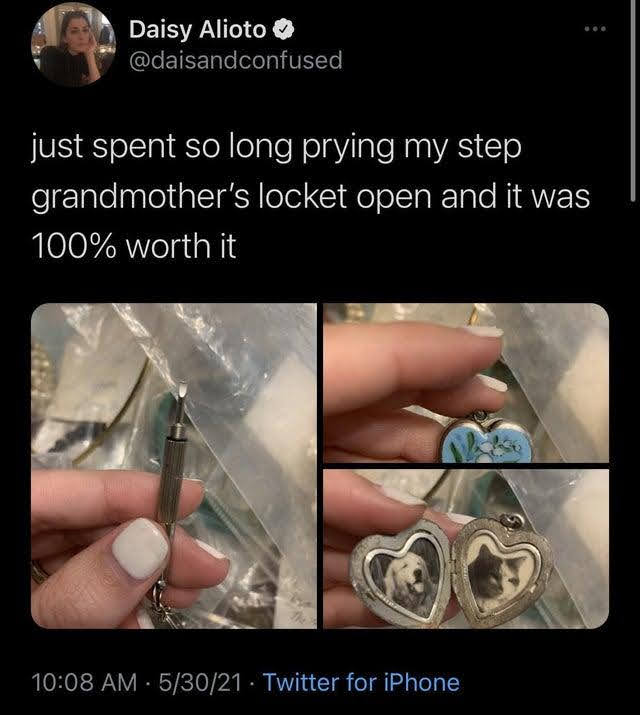 Daisy Alioto
@daisandconfused
just spent so long prying my step
grandmother’s locket open and it was
100% worth it
10:08 AM · 5/30/21 · Twitter for iPhone